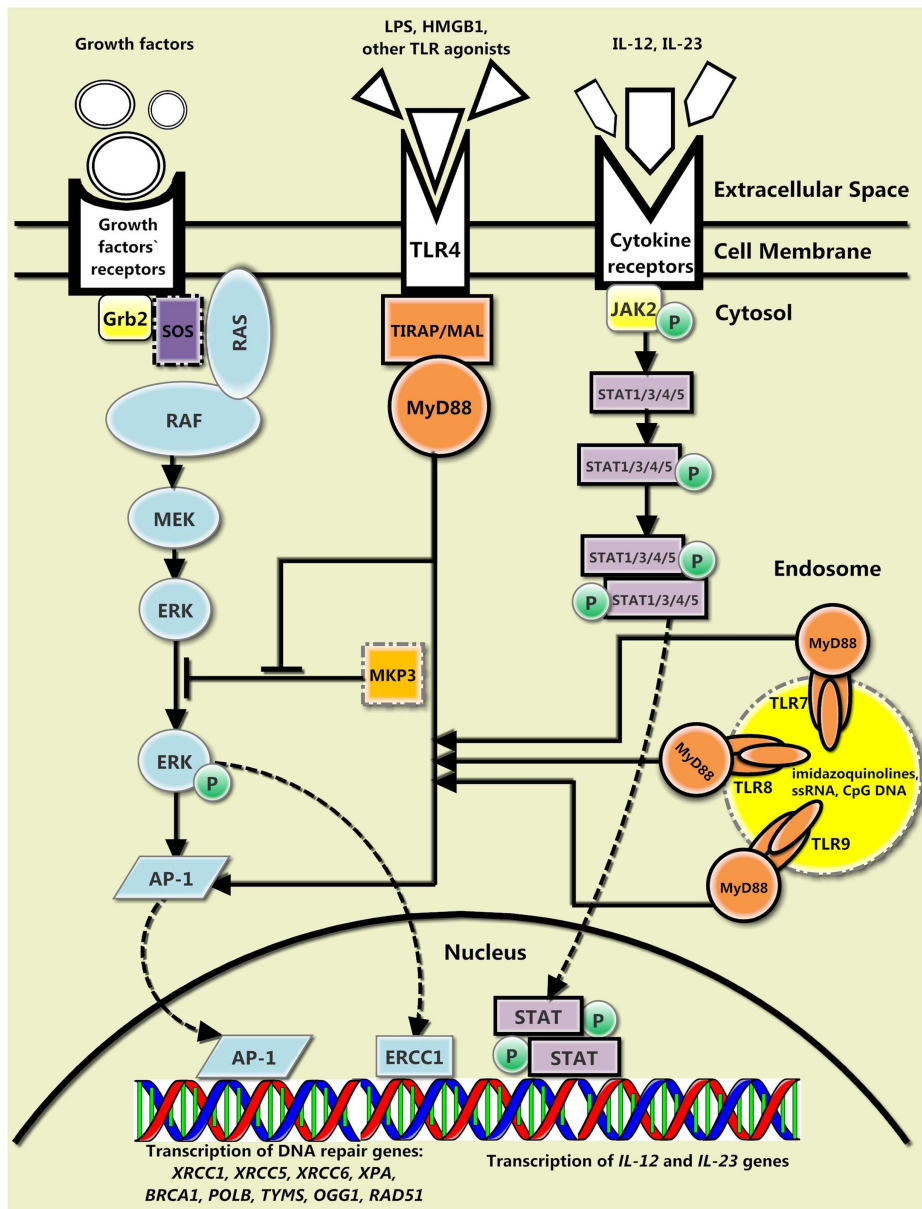 Growth factors
LPS, HMGB1,
other TLR agonists
IL-12, IL-23
Extracellular Space
Growth
factors`
receptors
TLR4
Cytokine
receptors
Cell Membrane
Cytosol
Grb2
SOS
RAS
TIRAP/MAL
JAK2
P
RAF
MyD88
STAT1/3/4/5
STAT1/3/4/5
P
MEK
STAT1/3/4/5
P
P
STAT1/3/4/5
Endosome
ERK
MyD88
MKP3
TLR7
ERK
P
MyD88
TLR8
imidazoquinolines,
ssRNA, CpG DNA
TLR9
MyD88
AP-1
Nucleus
STAT
P
AP-1
ERCC1
P
STAT
Transcription of DNA repair genes:
XRCC1, XRCC5, XRCC6, XPA,
BRCA1, POLB, TYMS, OGG1, RAD51
Transcription of IL-12 and IL-23 genes